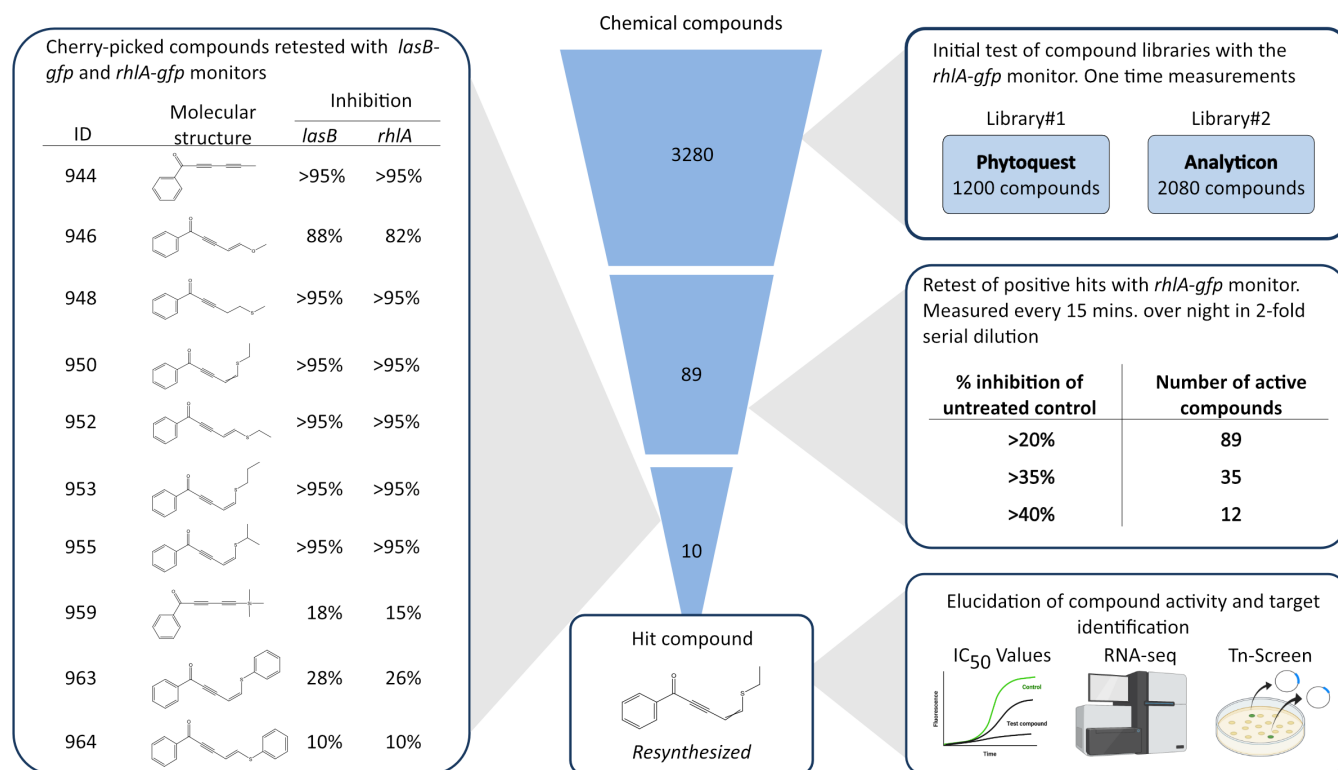 Chemical compounds
Cherry-picked compounds retested with lasB-
gfp and rhlA-gfp monitors
Inhibition
ID Molecular
structure lasB rhlA
944 >95% >95%
946 88% 82%
948 >95% >95%
950 >95% >95%
952 >95% >95%
953 >95% >95%
955 >95% >95%
959 18% 15%
963 28% 26%
964 10% 10%
3280
89
10
Hit compound
Resynthesized
Initial test of compound libraries with the
rhlA-gfp monitor. One time measurements
Library#1 Library#2
Phytoquest Analyticon
1200 compounds 2080 compounds
Retest of positive hits with rhlA-gfp monitor.
Measured every 15 mins. over night in 2-fold
serial dilution
% inhibition of Number of active
untreated control compounds
>20% 89
>35% 35
>40% 12
Elucidation of compound activity and target
identification
IC50 Values RNA-seq Tn-Screen
Control
Test compound
Fluorescence
Time